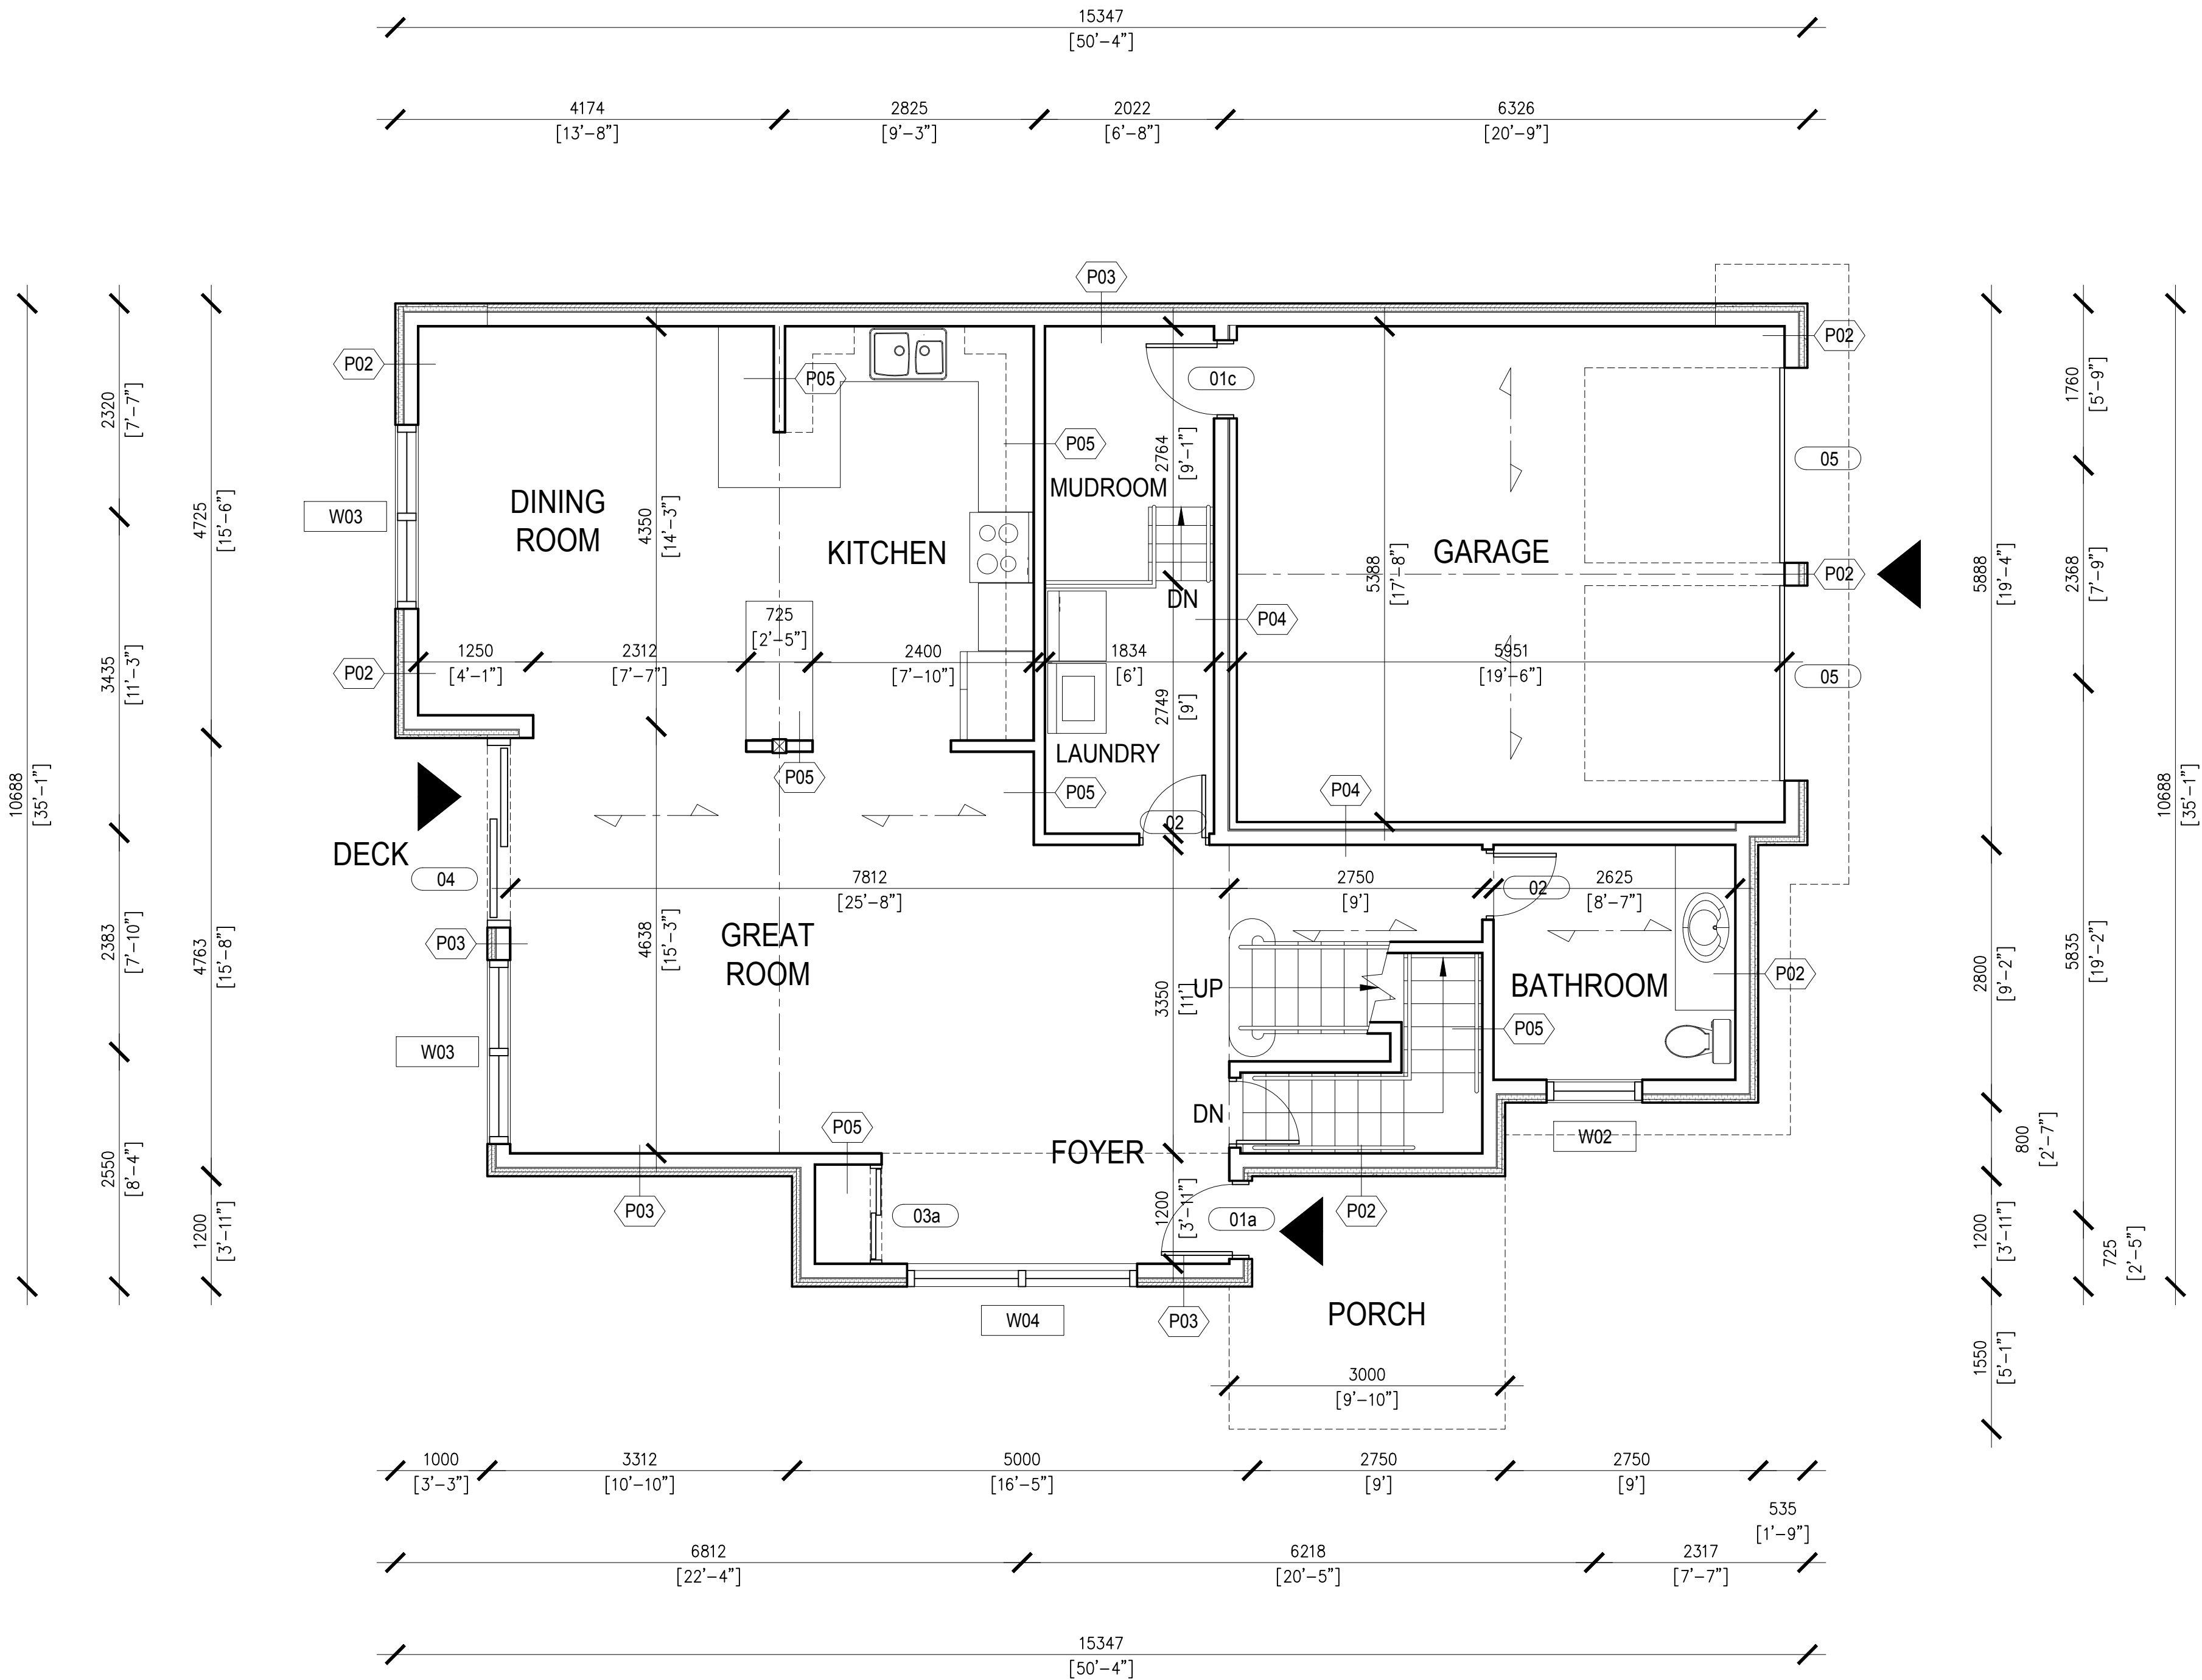 15347
[50'-4"]
4174
[13'-8"]
2825
[9'-3"]
2022
[6'-8"]
6326
[20'-9"]
P03
P02
P02
P05
01c
2320
[7'-7"]
1760
[5'-9"]
P05
2764
[9'-1"]
05
MUDROOM
DINING
ROOM
W03
4725
[15'-6"]
4350
[14'-3"]
KITCHEN
GARAGE
5388
[17'-8"]
P02
5888
[19'-4"]
2368
[7'-9"]
DN
725
[2'-5"]
P04
3435
[11'-3"]
P02
1250
[4'-1"]
2312
[7'-7"]
2400
[7'-10"]
1834
[6']
5951
[19'-6"]
05
2749
[9']
LAUNDRY
P05
P05
P04
10688
[35'-1"]
10688
[35'-1"]
02
DECK
04
7812
[25'-8"]
2750
[9']
02
2625
[8'-7"]
2383
[7'-10"]
4763
[15'-8"]
P03
GREAT
ROOM
4638
[15'-3"]
3350
[11']
UP
BATHROOM
P02
2800
[9'-2"]
5835
[19'-2"]
P05
W03
DN
P05
FOYER
W02
800
[2'-7"]
2550
[8'-4"]
1200
[3'-11"]
P03
03a
1200
[3'-11"]
01a
P02
1200
[3'-11"]
725
[2'-5"]
W04
P03
PORCH
1550
[5'-1"]
3000
[9'-10"]
1000
[3'-3"]
3312
[10'-10"]
5000
[16'-5"]
2750
[9']
2750
[9']
535
[1'-9"]
6812
[22'-4"]
6218
[20'-5"]
2317
[7'-7"]
15347
[50'-4"]